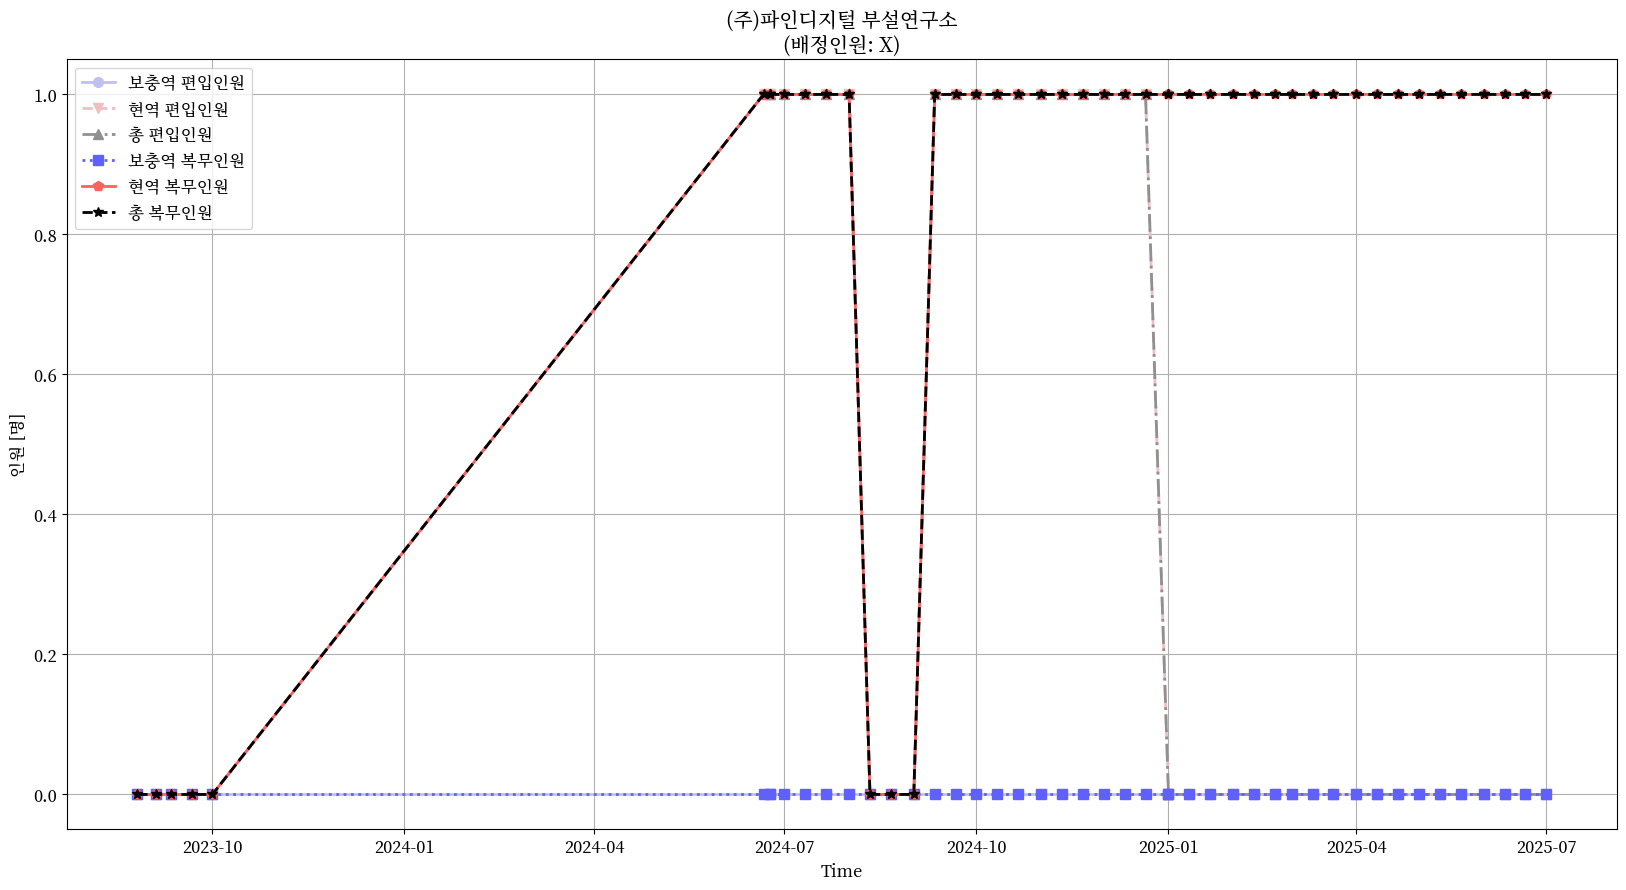 (주)파인디지털 부설연구소
(배정인원: X)
보충역 편입인원
현역 편입인원
총 편입인원
보충역 복무인원
현역 복무인원
총 복무인원
1.0
0.8
0.6
0.4
0.2
0.0
인원 [명]
2023-10
2024-01
2024-04
2024-07
2024-10
2025-01
2025-04
2025-07
Time